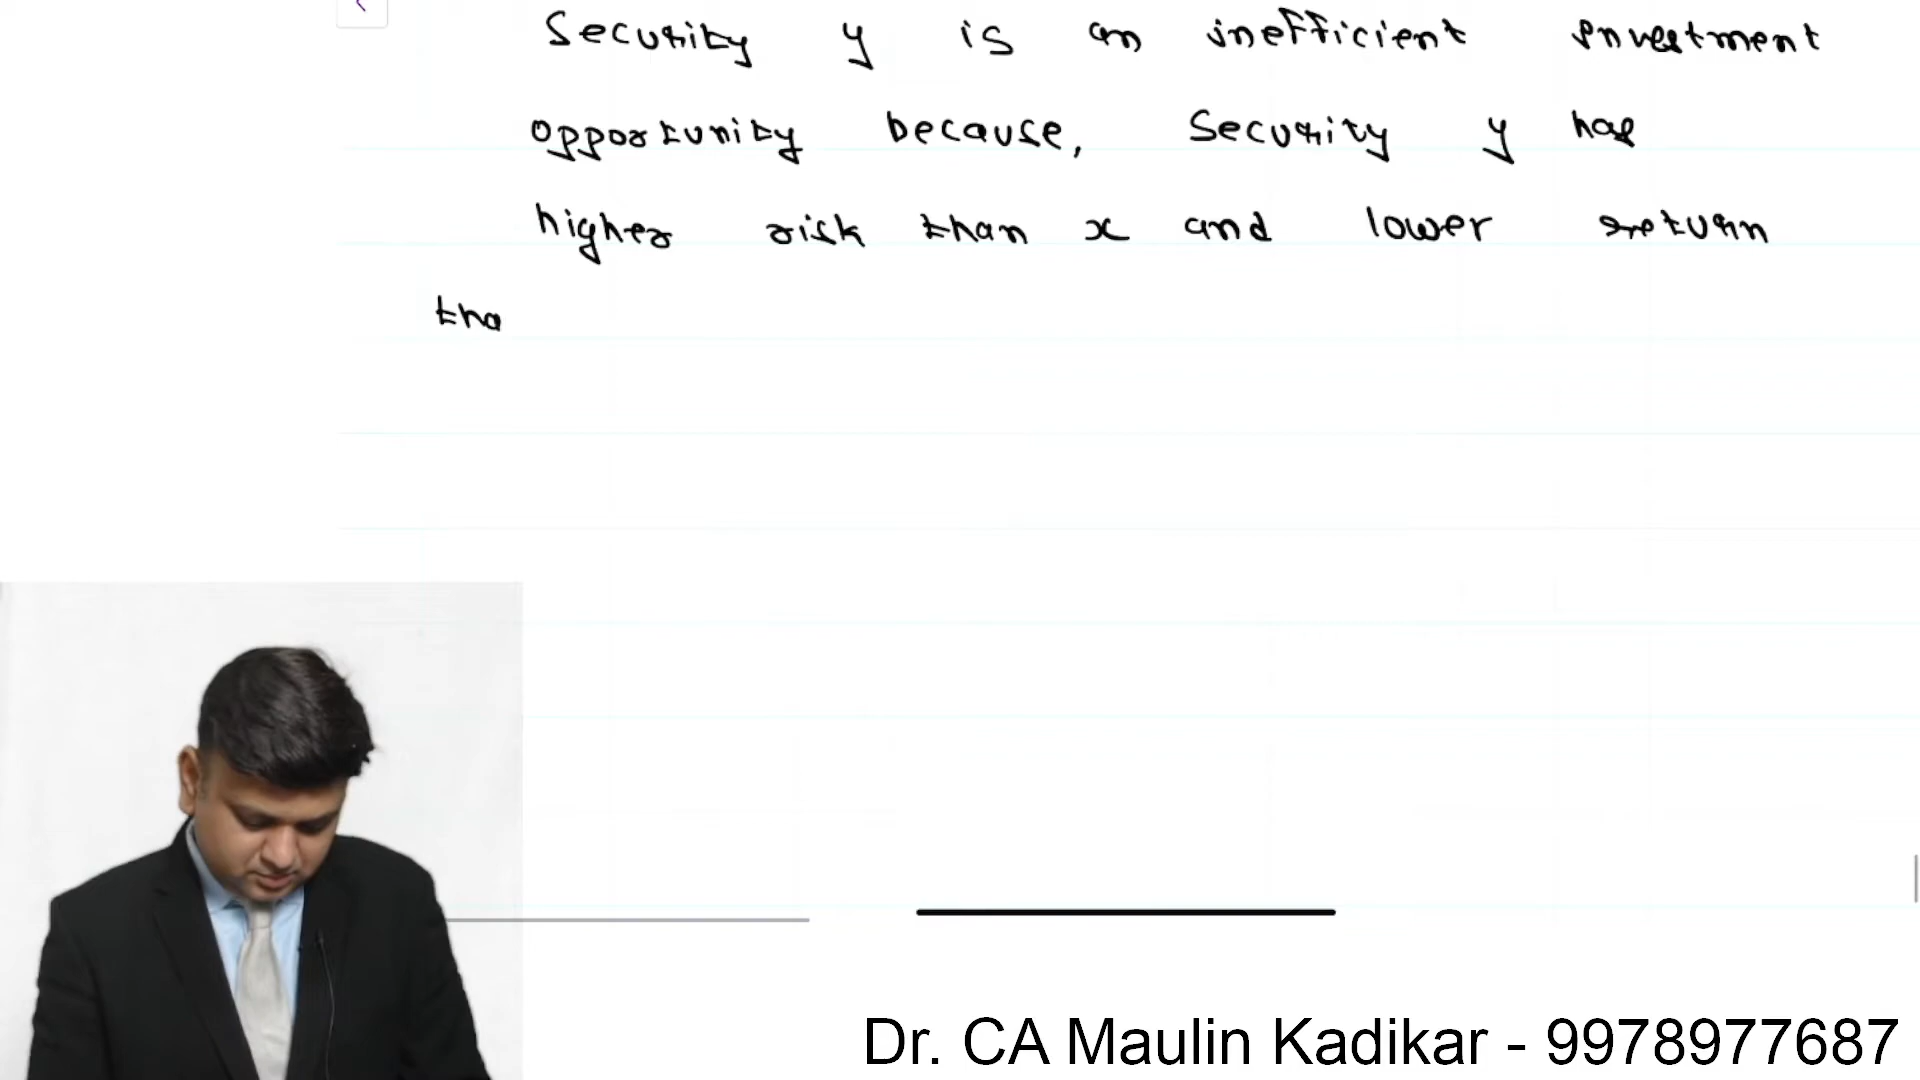 Security y is an inefficient investment
opportunity because, Security y has
higher risk than x and lower return
tha
Dr. CA Maulin Kadikar - 9978977687